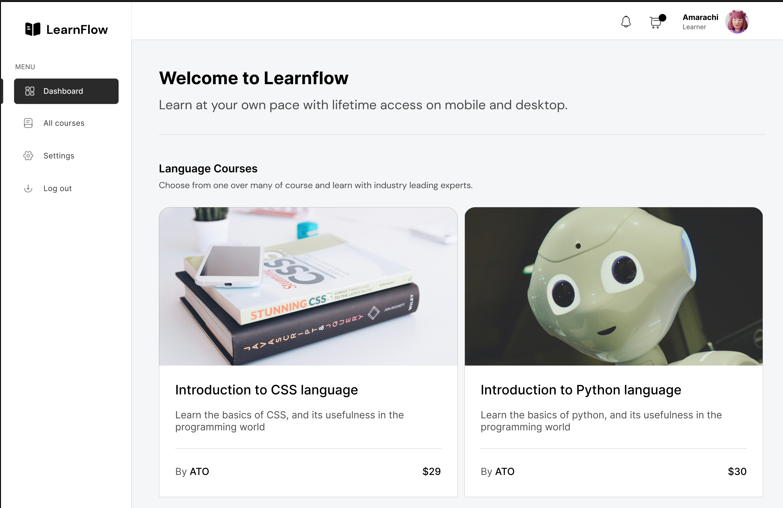 LearnFlow
Amarachi
Learner
MENU
Dashboard
All courses
Settings
Log out
Welcome to Learnflow
Learn at your own pace with lifetime access on mobile and desktop.
Language Courses
Choose from one over many of course and learn with industry leading experts.
CSS
STUNNING CSS
JAVASCRIPT & JQUERY
WILEY
Introduction to CSS language
Learn the basics of CSS, and its usefulness in the
programming world
By ATO
$29
Introduction to Python language
Learn the basics of python, and its usefulness in the
programming world
By ATO
$30